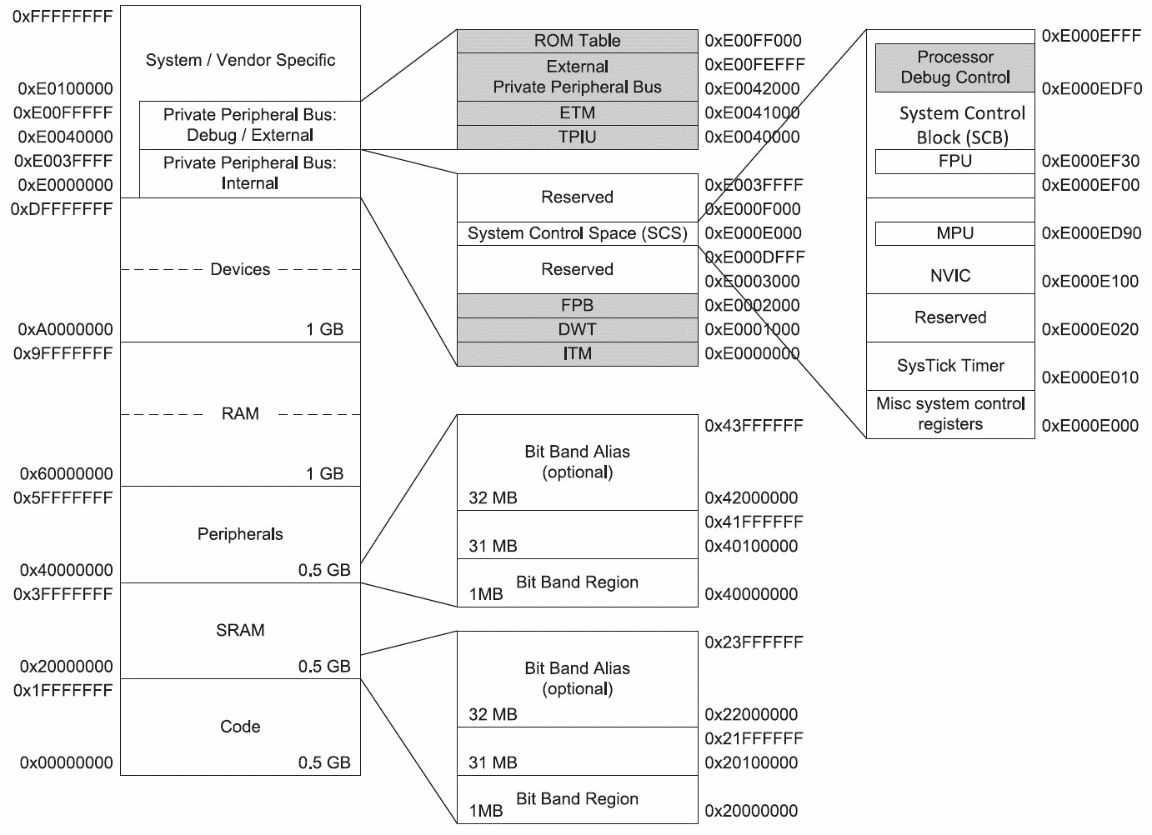 0xFFFFFFFF
System / Vendor Specific
0xE0100000
0xE00FFFFF
Private Peripheral Bus:
Debug / External
0xE0040000
0xE003FFFF
Private Peripheral Bus:
Internal
0xE0000000
0xDFFFFFFF
Devices
0xA0000000
1 GB
0x9FFFFFFF
RAM
0x60000000
1 GB
0x5FFFFFFF
Peripherals
0x40000000
0.5 GB
0x3FFFFFFF
SRAM
0x20000000
0.5 GB
0x1FFFFFFF
Code
0x00000000
0.5 GB
ROM Table
0xE00FF000
External
Private Peripheral Bus
0xE00FEFFF
0xE0042000
ETM
0xE0041000
TPIU
0xE0040000
Reserved
0xE003FFFF
0xE000F000
System Control Space (SCS)
0xE000E000
0xE000DFFF
Reserved
0xE0003000
FPB
0xE0002000
DWT
0xE0001000
ITM
0xE0000000
0x43FFFFFF
Bit Band Alias
(optional)
32 MB
0x42000000
0x41FFFFFF
31 MB
0x40100000
Bit Band Region
1MB
0x40000000
0x23FFFFFF
Bit Band Alias
(optional)
32 MB
0x22000000
0x21FFFFFF
31 MB
0x20100000
Bit Band Region
1MB
0x20000000
0xE000EFFF
Processor
Debug Control
0xE000EDF0
System Control
Block (SCB)
FPU
0xE000EF30
0xE000EF00
MPU
0xE000ED90
NVIC
0xE000E100
Reserved
0xE000E020
SysTick Timer
0xE000E010
Misc system control
registers
0xE000E000